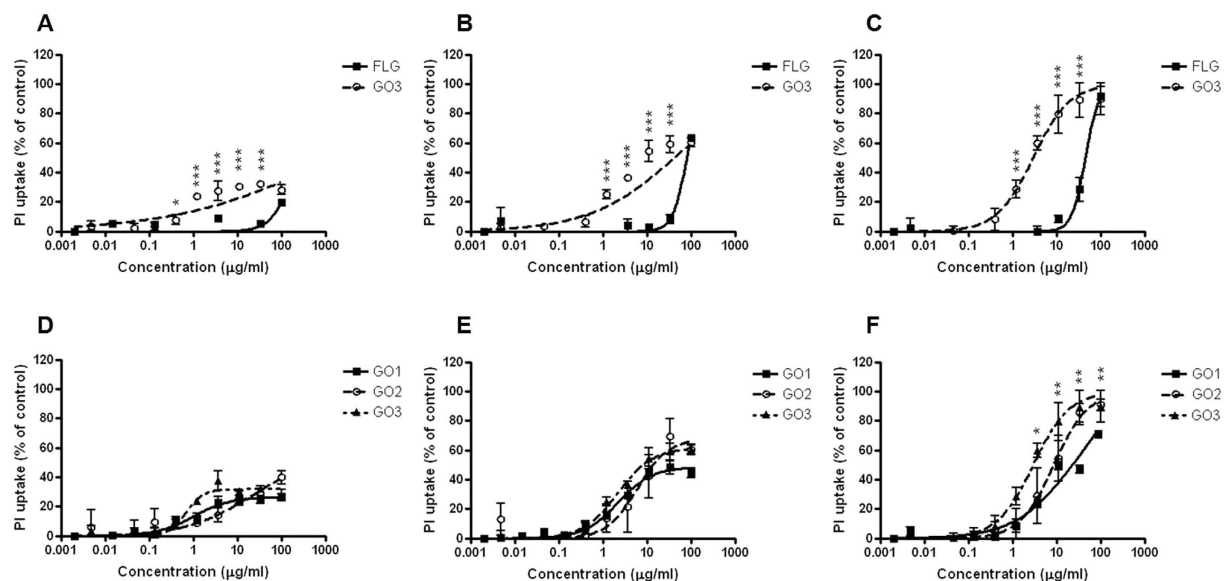 A
PI uptake (% of control)
120
100
80
60
40
20
0
0.001 0.01 0.1 1 10 100 1000
Concentration (µg/ml)
* *** *** *** ***
FLG
GO3
B
PI uptake (% of control)
120
100
80
60
40
20
0
0.001 0.01 0.1 1 10 100 1000
Concentration (µg/ml)
*** *** *** ***
FLG
GO3
C
PI uptake (% of control)
120
100
80
60
40
20
0
0.001 0.01 0.1 1 10 100 1000
Concentration (µg/ml)
*** *** *** ***
FLG
GO3
D
PI uptake (% of control)
120
100
80
60
40
20
0
0.001 0.01 0.1 1 10 100 1000
Concentration (µg/ml)
GO1
GO2
GO3
E
PI uptake (% of control)
120
100
80
60
40
20
0
0.001 0.01 0.1 1 10 100 1000
Concentration (µg/ml)
GO1
GO2
GO3
F
PI uptake (% of control)
120
100
80
60
40
20
0
0.001 0.01 0.1 1 10 100 1000
Concentration (µg/ml)
* ** ** **
GO1
GO2
GO3